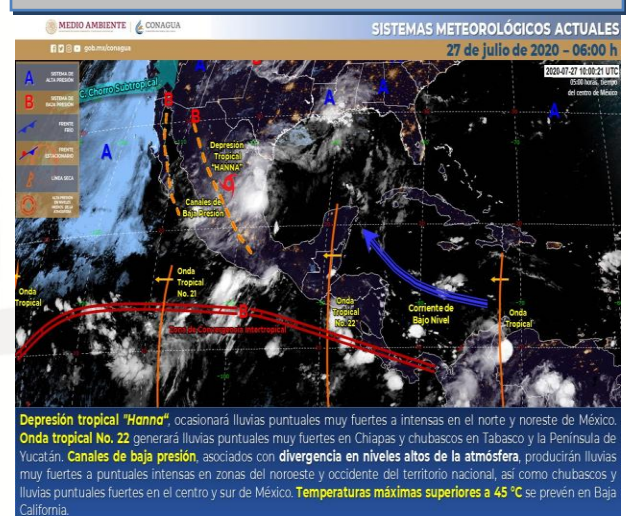 MEDIO AMBIENTE
CONAGUA
SISTEMAS METEOROLÓGICOS ACTUALES
gob.mx/conagua
27 de julio de 2020 – 06:00 h
2020-07-27 10:00:21 UTC
05:00 horas, tiempo
del centro de México
A SISTEMA DE
ALTA PRESIÓN
B SISTEMA DE
BAJA PRESIÓN
FRENTE
FRÍO
FRENTE
ESTACIONARIO
LÍNEA SECA
C. Chorro Subtropical
A
A
A
A
A
B
B
B
Depresión
Tropical
"HANNA"
Canales de
Baja Presión
Onda
Tropical
Onda
Tropical
No. 21
Zona de Convergencia Intertropical
B
Onda
Tropical
No. 22
Corriente de
Bajo Nivel
Onda
Tropical
Depresión tropical "Hanna", ocasionará lluvias puntuales muy fuertes a intensas en el norte y noreste de México.
Onda tropical No. 22 generará lluvias puntuales muy fuertes en Chiapas y chubascos en Tabasco y la Península de
Yucatán. Canales de baja presión, asociados con divergencia en niveles altos de la atmósfera, producirán lluvias
muy fuertes a puntuales intensas en zonas del noroeste y occidente del territorio nacional, así como chubascos y
lluvias puntuales fuertes en el centro y sur de México. Temperaturas máximas superiores a 45 °C se prevén en Baja
California.